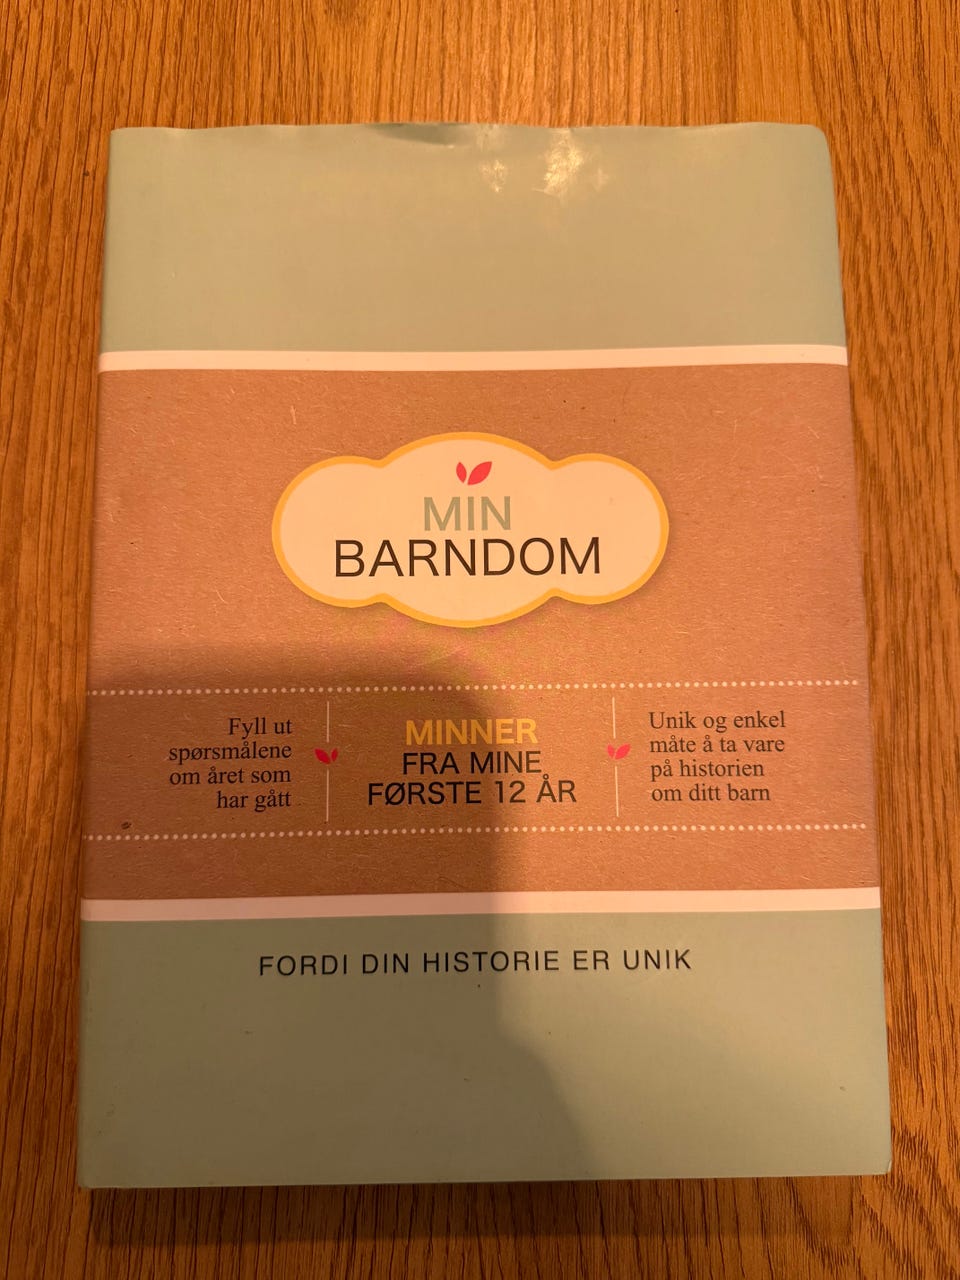 MIN
BARNDOM
Fyll ut
spørsmålene
om året som
har gått
MINNER
FRA MINE
FØRSTE 12 ÅR
Unik og enkel
måte å ta vare
på historien
om ditt barn
FORDI DIN HISTORIE ER UNIK